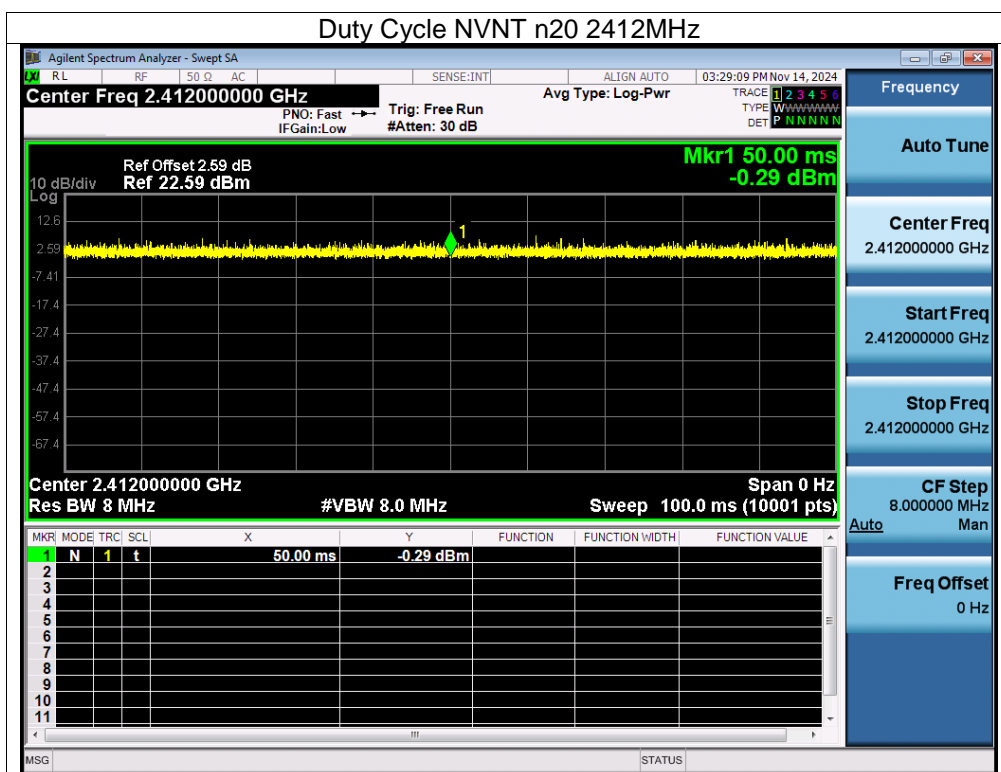 Duty Cycle NVNT n20 2412MHz
Agilent Spectrum Analyzer - Swept SA
LXI RL RF 50 Ω AC SENSE:INT ALIGN AUTO 03:29:09 PM Nov 14, 2024
Center Freq 2.412000000 GHz
PNO: Fast
IFGain:Low
Trig: Free Run
#Atten: 30 dB
Avg Type: Log-Pwr
TRACE 1 2 3 4 5 6
TYPE WWWWWW
DET P N N N N N
Ref Offset 2.59 dB
Ref 22.59 dBm
10 dB/div
Log
Mkr1 50.00 ms
-0.29 dBm
12.6
2.59
-7.41
-17.4
-27.4
-37.4
-47.4
-57.4
-67.4
1
Center 2.412000000 GHz Span 0 Hz
Res BW 8 MHz #VBW 8.0 MHz Sweep 100.0 ms (10001 pts)
MKR MODE TRC SCL X Y FUNCTION FUNCTION WIDTH FUNCTION VALUE
1 N 1 t 50.00 ms -0.29 dBm
2
3
4
5
6
7
8
9
10
11
MSG STATUS
Frequency
Auto Tune
Center Freq
2.412000000 GHz
Start Freq
2.412000000 GHz
Stop Freq
2.412000000 GHz
CF Step
8.000000 MHz
Auto Man
Freq Offset
0 Hz